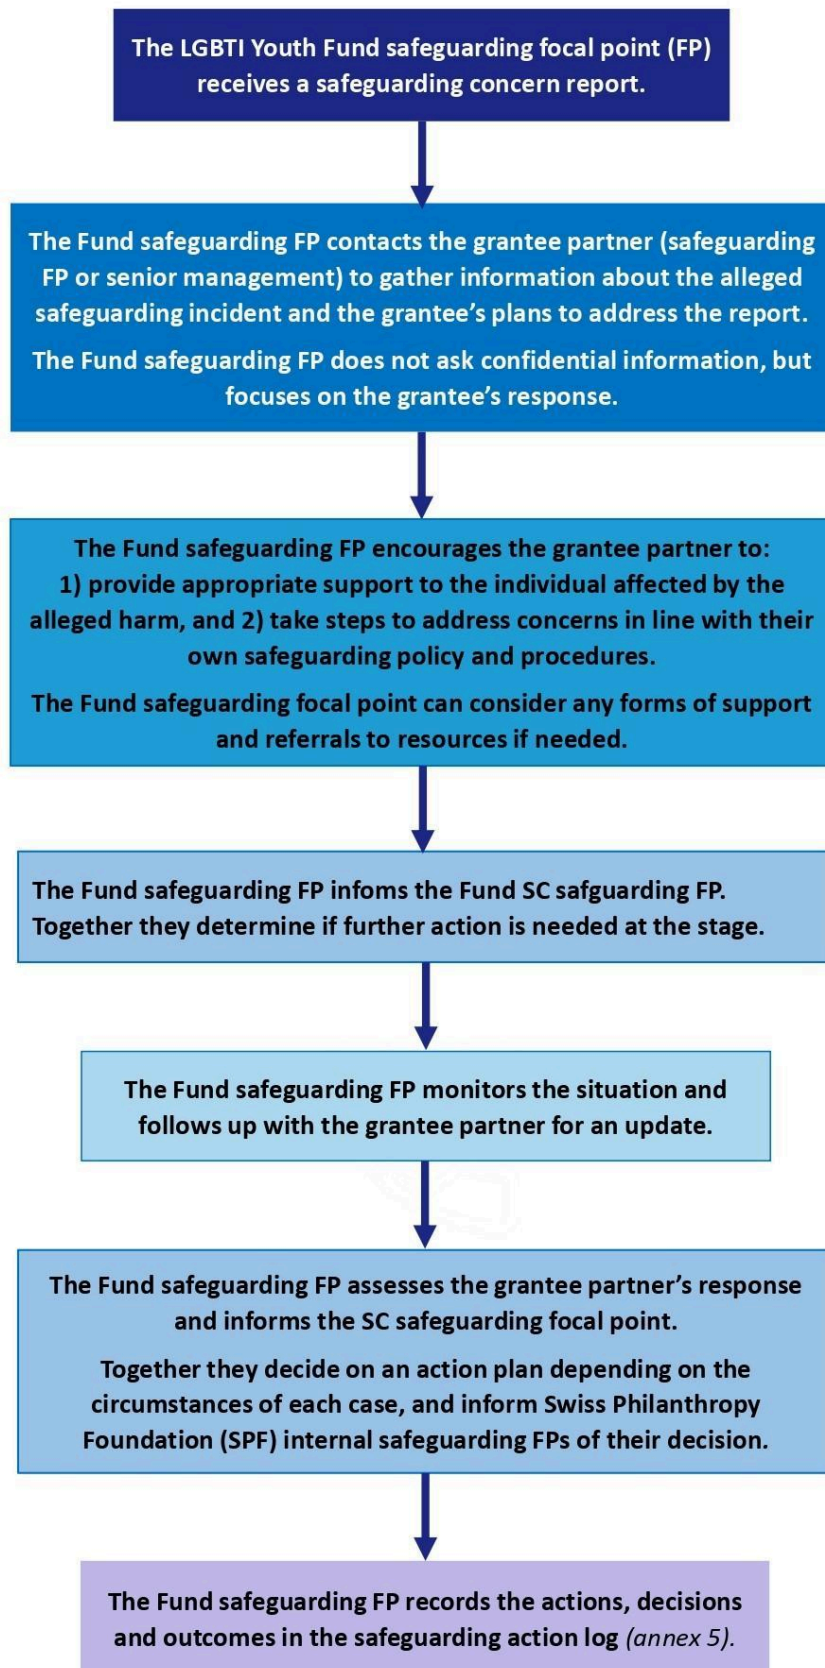 The LGBTI Youth Fund safeguarding focal point (FP)
receives a safeguarding concern report.
The Fund safeguarding FP contacts the grantee partner (safeguarding
FP or senior management) to gather information about the alleged
safeguarding incident and the grantee’s plans to address the report.
The Fund safeguarding FP does not ask confidential information, but
focuses on the grantee’s response.
The Fund safeguarding FP encourages the grantee partner to:
1) provide appropriate support to the individual affected by the
alleged harm, and 2) take steps to address concerns in line with their
own safeguarding policy and procedures.
The Fund safeguarding focal point can consider any forms of support
and referrals to resources if needed.
The Fund safeguarding FP infoms the Fund SC safguarding FP.
Together they determine if further action is needed at the stage.
The Fund safeguarding FP monitors the situation and
follows up with the grantee partner for an update.
The Fund safeguarding FP assesses the grantee partner’s response
and informs the SC safeguarding focal point.
Together they decide on an action plan depending on the
circumstances of each case, and inform Swiss Philanthropy
Foundation (SPF) internal safeguarding FPs of their decision.
The Fund safeguarding FP records the actions, decisions
and outcomes in the safeguarding action log (annex 5).